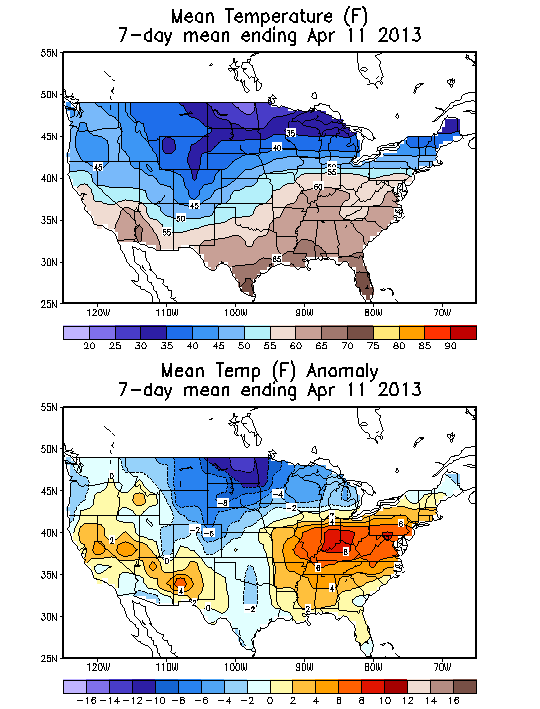 Mean Temperature (F)
7-day mean ending Apr 11 2013
55N
50N
45N
40N
35N
30N
25N
35
40
45
50
55
45
60
50
55
65
120W 110W 100W 90W 80W 70W
20 25 30 35 40 45 50 55 60 65 70 75 80 85 90
Mean Temp (F) Anomaly
7-day mean ending Apr 11 2013
55N
50N
45N
40N
35N
30N
25N
-4
-8
-2
6
-2
-6
4
8
0
6
4
4
2
-0
-2
2
120W 110W 100W 90W 80W 70W
-16 -14 -12 -10 -8 -6 -4 -2 0 2 4 6 8 10 12 14 16